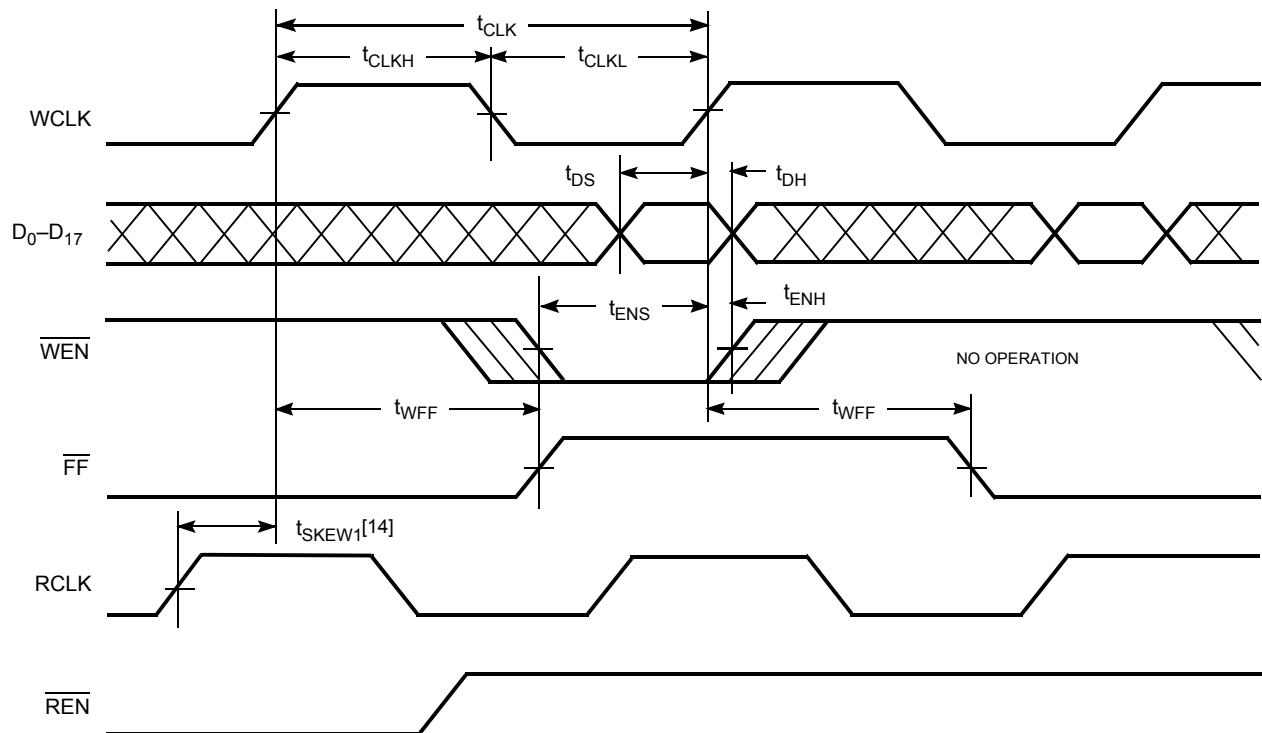 tCLK
tCLKH
tCLKL
WCLK
tDS
tDH
D0–D17
tENS
tENH
WEN
NO OPERATION
tWFF
tWFF
FF
tSKEW1[14]
RCLK
REN